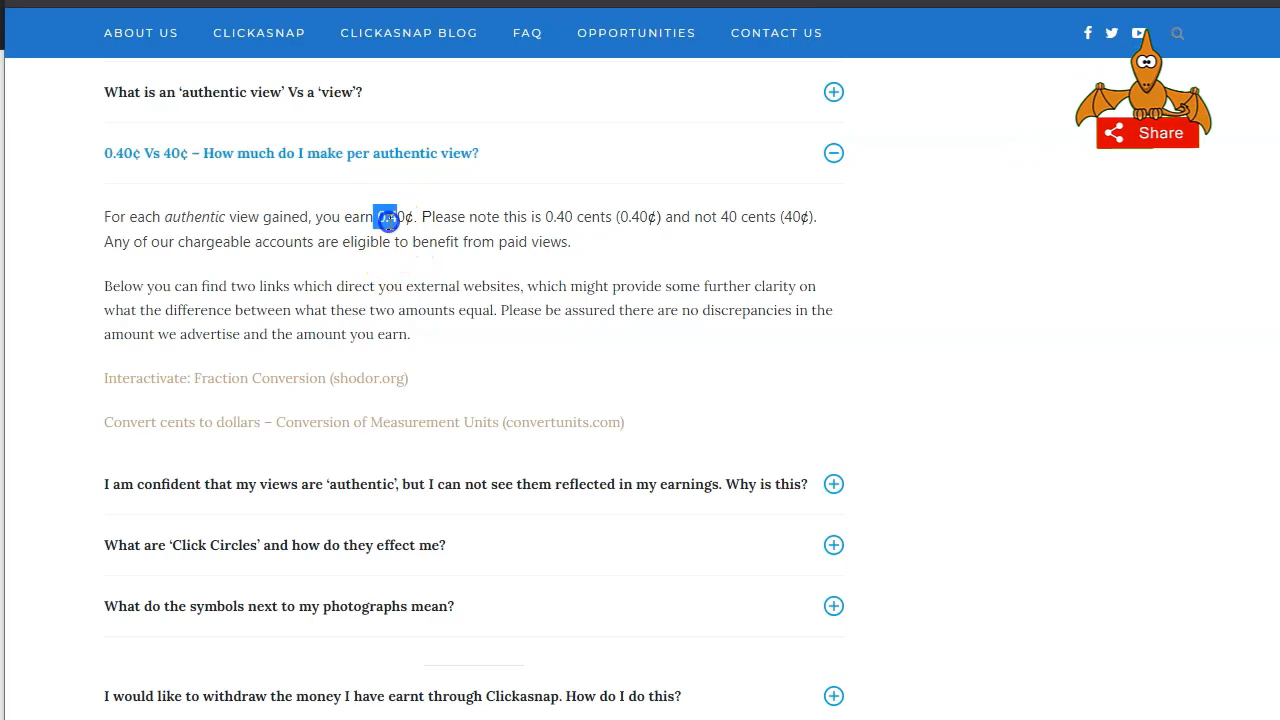 ABOUT US CLICKASNAP CLICKASNAP BLOG FAQ OPPORTUNITIES CONTACT US
Share
What is an ‘authentic view’ Vs a ‘view’?
0.40¢ Vs 40¢ – How much do I make per authentic view?
For each authentic view gained, you earn 0.40¢. Please note this is 0.40 cents (0.40¢) and not 40 cents (40¢).
Any of our chargeable accounts are eligible to benefit from paid views.
Below you can find two links which direct you external websites, which might provide some further clarity on
what the difference between what these two amounts equal. Please be assured there are no discrepancies in the
amount we advertise and the amount you earn.
Interactivate: Fraction Conversion (shodor.org)
Convert cents to dollars – Conversion of Measurement Units (convertunits.com)
I am confident that my views are ‘authentic’, but I can not see them reflected in my earnings. Why is this?
What are ‘Click Circles’ and how do they effect me?
What do the symbols next to my photographs mean?
I would like to withdraw the money I have earnt through Clickasnap. How do I do this?